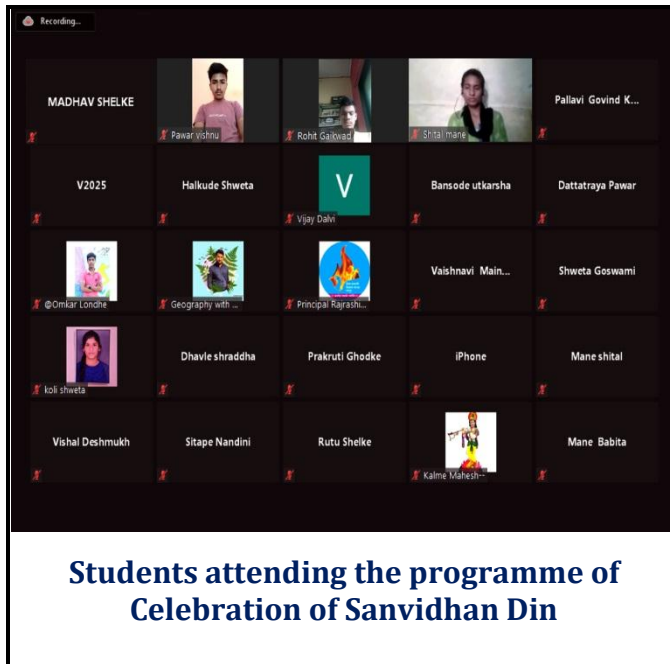 Recording...
MADHAV SHELKE
Pawar vishnu
Rohit Gaikwad
Shital mane
Pallavi Govind K...
V2025
Halkude Shweta
V
Vijay Dalvi
Bansode utkarsha
Dattatraya Pawar
@Omkar Londhe
Geography with ...
Principal Rajrashi...
Vaishnavi Main...
Shweta Goswami
koli shweta
Dhavle shraddha
Prakruti Ghodke
iPhone
Mane shital
Vishal Deshmukh
Sitape Nandini
Rutu Shelke
Kalme Mahesh--
Mane Babita
Students attending the programme of
Celebration of Sanvidhan Din